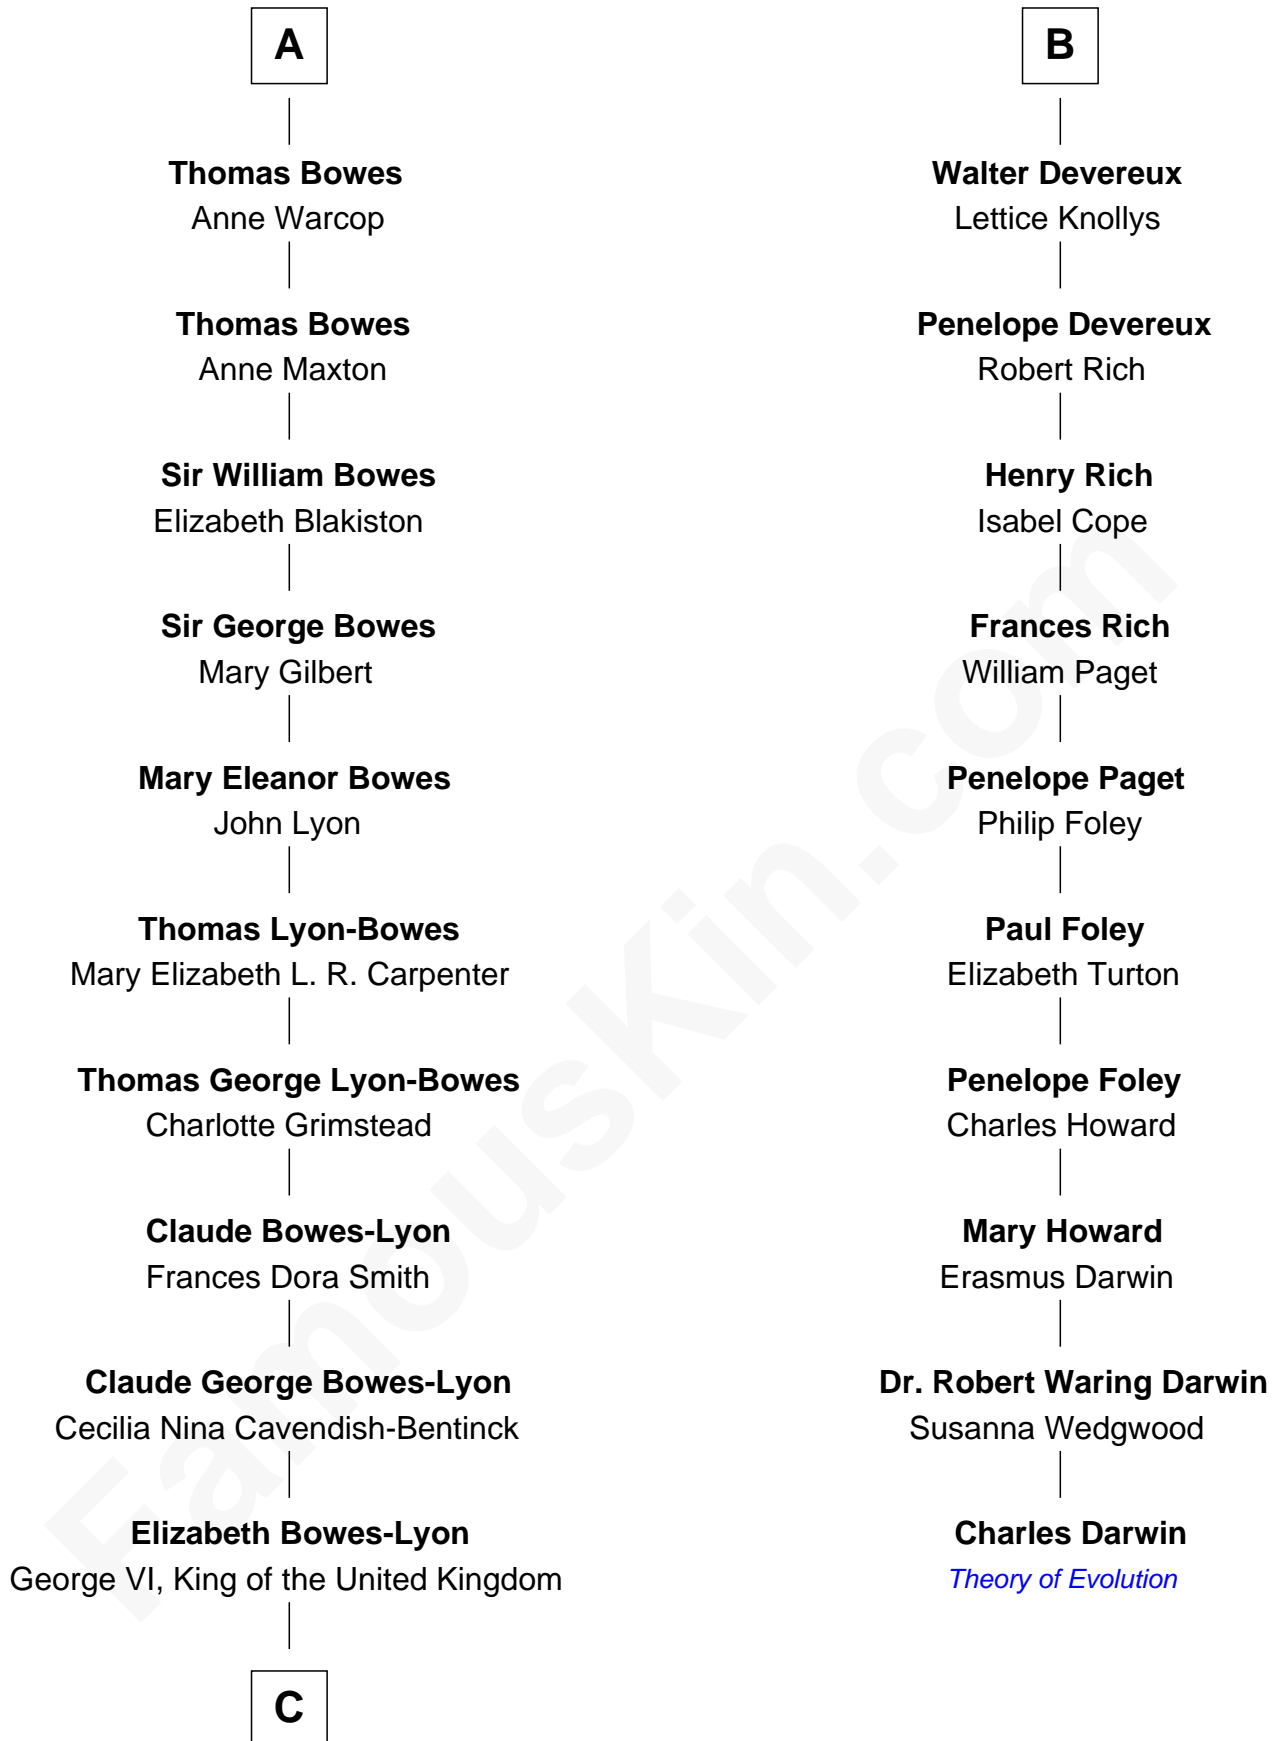 A
Thomas Bowes
Anne Warcop
Thomas Bowes
Anne Maxton
Sir William Bowes
Elizabeth Blakiston
Sir George Bowes
Mary Gilbert
Mary Eleanor Bowes
John Lyon
Thomas Lyon-Bowes
Mary Elizabeth L. R. Carpenter
Thomas George Lyon-Bowes
Charlotte Grimstead
Claude Bowes-Lyon
Frances Dora Smith
Claude George Bowes-Lyon
Cecilia Nina Cavendish-Bentinck
Elizabeth Bowes-Lyon
George VI, King of the United Kingdom
C
B
Walter Devereux
Lettice Knollys
Penelope Devereux
Robert Rich
Henry Rich
Isabel Cope
Frances Rich
William Paget
Penelope Paget
Philip Foley
Paul Foley
Elizabeth Turton
Penelope Foley
Charles Howard
Mary Howard
Erasmus Darwin
Dr. Robert Waring Darwin
Susanna Wedgwood
Charles Darwin
Theory of Evolution
FamousKin.com